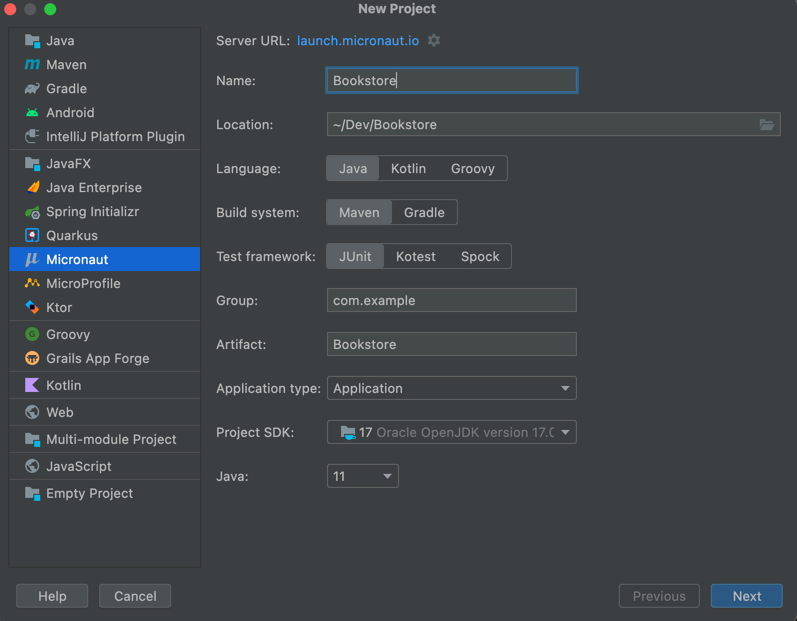 New Project
Java
Maven
Gradle
Android
IntelliJ Platform Plugin
JavaFX
Java Enterprise
Spring Initializr
Quarkus
Micronaut
MicroProfile
Ktor
Groovy
Grails App Forge
Kotlin
Web
Multi-module Project
JavaScript
Empty Project
Server URL: launch.micronaut.io
Name: Bookstore
Location: ~/Dev/Bookstore
Language: Java Kotlin Groovy
Build system: Maven Gradle
Test framework: JUnit Kotest Spock
Group: com.example
Artifact: Bookstore
Application type: Application
Project SDK: 17 Oracle OpenJDK version
Java: 11
Help Cancel Previous Next